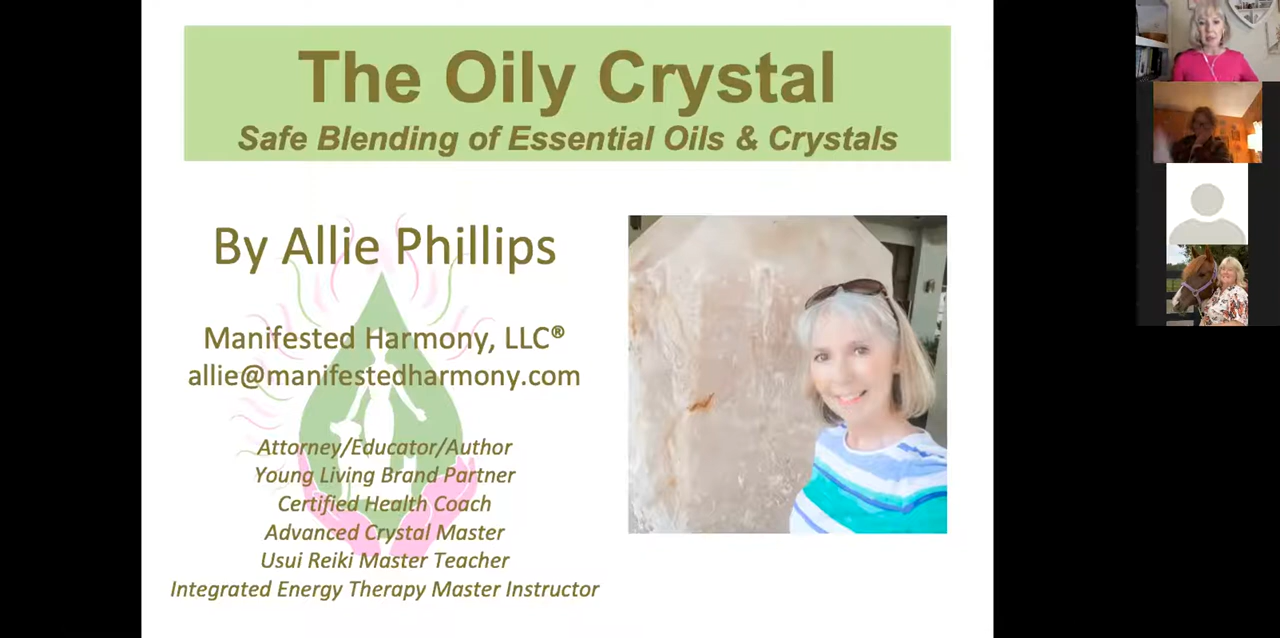 The Oily Crystal
Safe Blending of Essential Oils & Crystals
By Allie Phillips
Manifested Harmony, LLC®
allie@manifestedharmony.com
Attorney/Educator/Author
Young Living Brand Partner
Certified Health Coach
Advanced Crystal Master
Usui Reiki Master Teacher
Integrated Energy Therapy Master Instructor